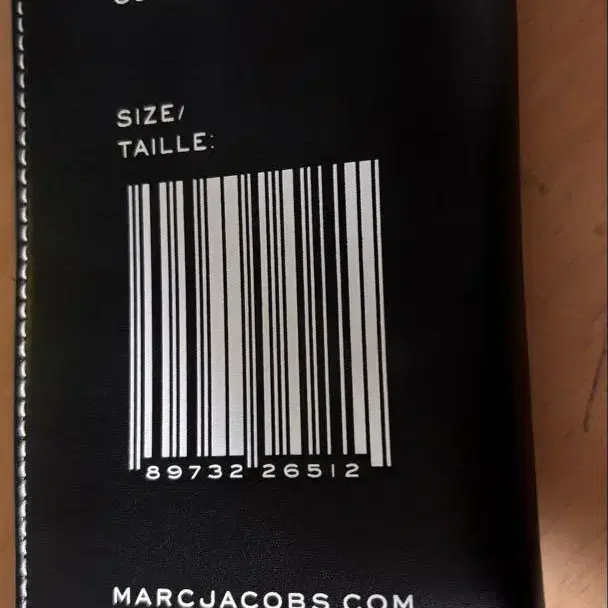 SIZE/
TAILLE:
89732 26512
MARCJACOBS.COM